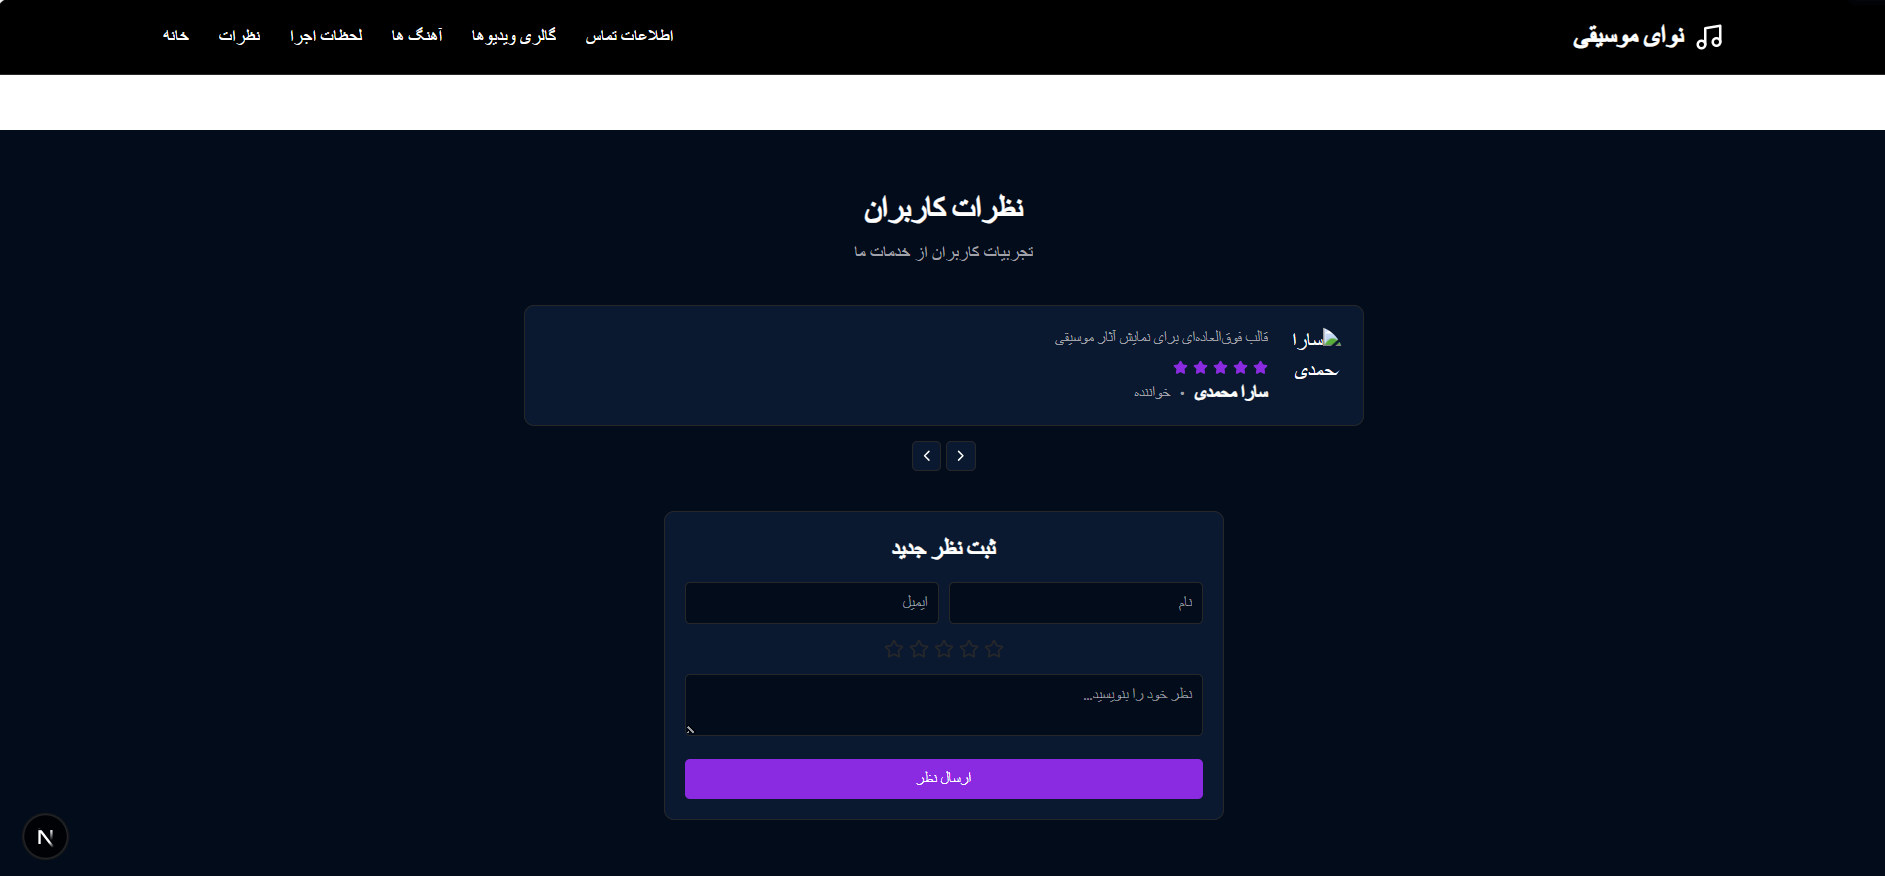 نوای موسیقی
اطلاعات تماس گالری ویدیوها آهنگ ها لحظات اجرا نظرات خانه
نظرات کاربران
تجربیات کاربران از خدمات ما
سارا محمدی
قالب فوق‌العاده‌ای برای نمایش آثار موسیقی
سارا محمدی • خواننده
ثبت نظر جدید
نام
ایمیل
نظر خود را بنویسید...
ارسال نظر
N